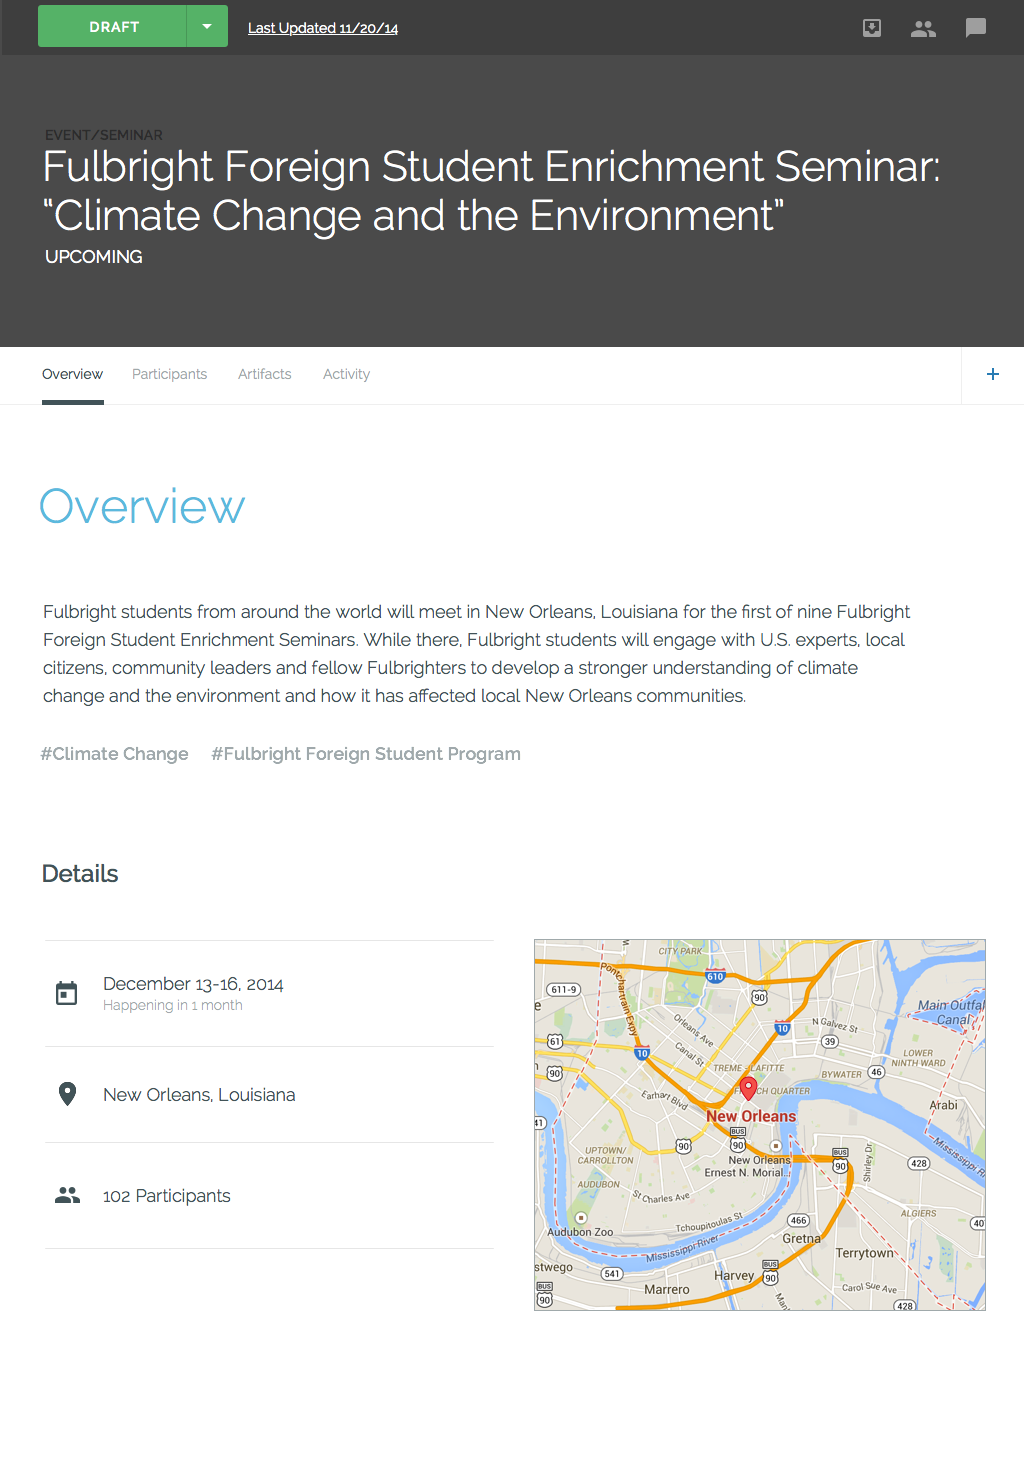 DRAFT
Last Updated 11/20/14
EVENT/SEMINAR
Fulbright Foreign Student Enrichment Seminar:
“Climate Change and the Environment”
UPCOMING
Overview
Participants
Artifacts
Activity
+
Overview
Fulbright students from around the world will meet in New Orleans, Louisiana for the first of nine Fulbright
Foreign Student Enrichment Seminars. While there, Fulbright students will engage with U.S. experts, local
citizens, community leaders and fellow Fulbrighters to develop a stronger understanding of climate
change and the environment and how it has affected local New Orleans communities.
#Climate Change #Fulbright Foreign Student Program
Details
December 13-16, 2014
Happening in 1 month
New Orleans, Louisiana
102 Participants
CITY PARK
Pontchartrain Expy
610
611-9
90
Main Outfal
Canal
Orleans Ave
10
N Galvez St
61
39
10
Canal St
LOWER
NINTH WARD
90
TREME - LAFITTE
BYWATER
46
FRENCH QUARTER
Earhart Blvd
Arabi
New Orleans
41
BUS
90
90
Mississippi R
UPTOWN/
CARROLLTON
New Orleans
Ernest N. Morial...
BUS
90
Shirley Dr
428
AUDUBON
St Charles Ave
ALGIERS
Tchoupitoulas St
466
40
Audubon Zoo
Gretna
Mississippi River
Terrytown
stwego
541
Harvey
BUS
90
BUS
90
Marrero
Carol Sue Ave
428